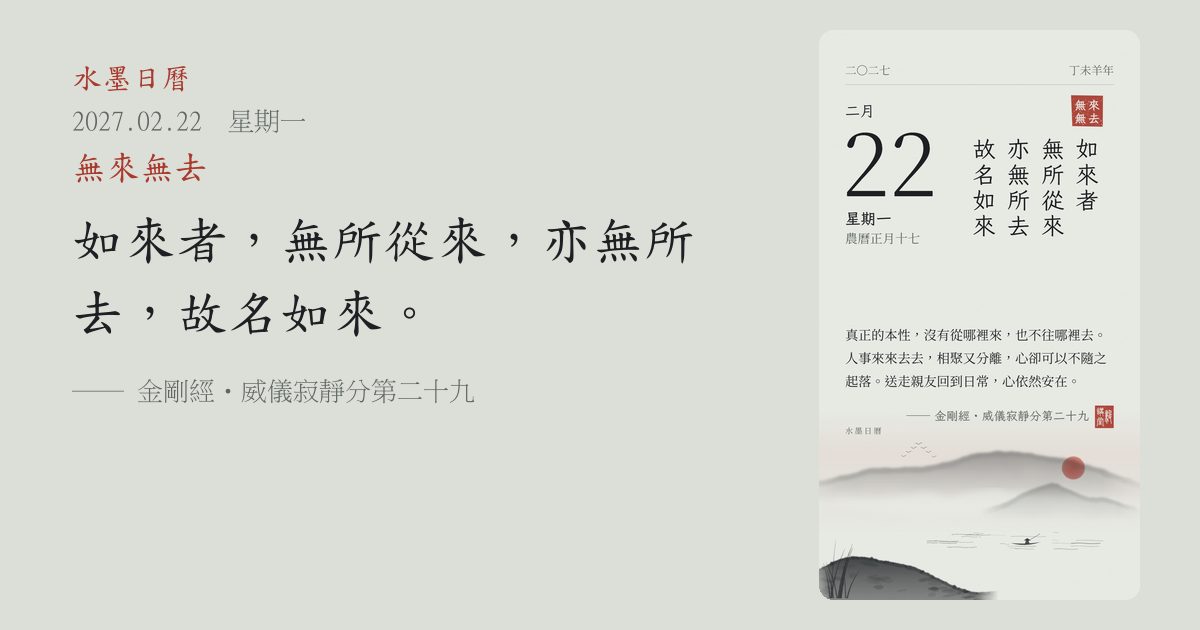 水墨日曆
2027.02.22 星期一
無來無去
如來者，無所從來，亦無所
去，故名如來。
—— 金剛經・威儀寂靜分第二十九
二〇二七
丁未羊年
二月
22
星期一
農曆正月十七
無來無去
如來者
無所從來
亦無所去
故名如來
真正的本性，沒有從哪裡來，也不往哪裡去。
人事來來去去，相聚又分離，心卻可以不隨之
起落。送走親友回到日常，心依然安在。
—— 金剛經・威儀寂靜分第二十九
水墨日曆